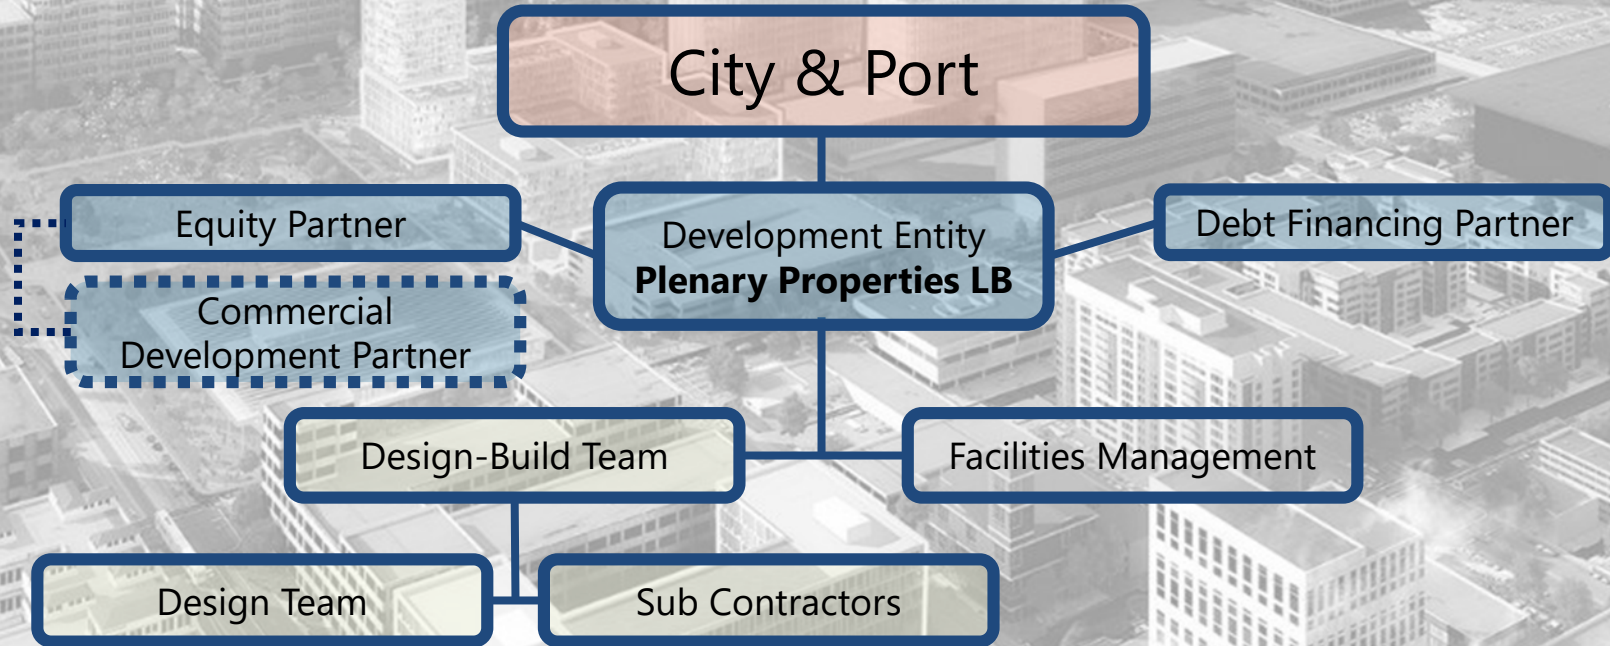 City & Port
Equity Partner
Development Entity
Plenary Properties LB
Debt Financing Partner
Commercial
Development Partner
Design-Build Team
Facilities Management
Design Team
Sub Contractors